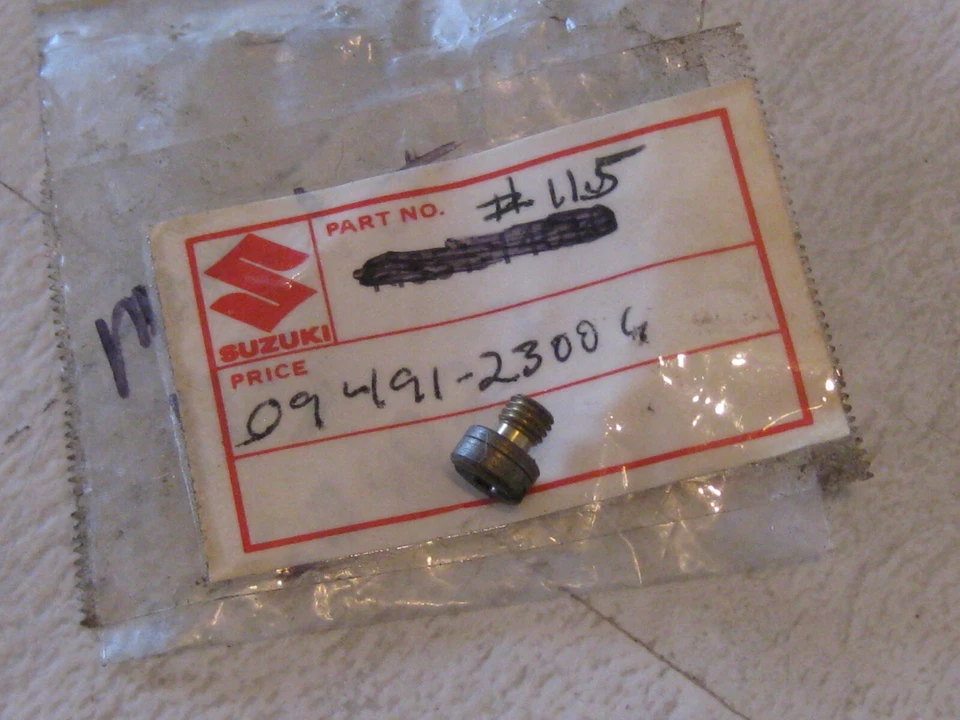 PART NO. # 115
SUZUKI
PRICE
09491-23004